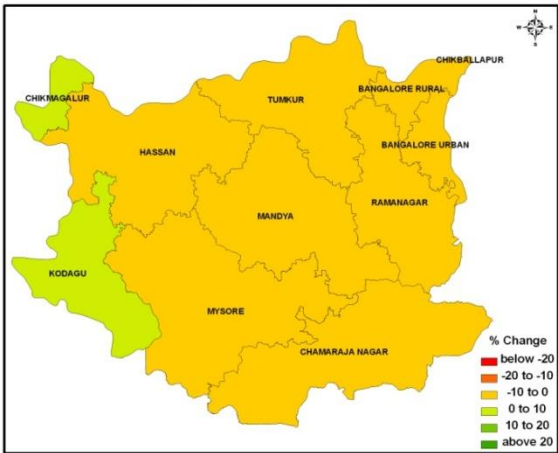 N
W E
S
CHIKBALLAPUR
CHIKMAGALUR
BANGALORE RURAL
TUMKUR
BANGALORE URBAN
HASSAN
RAMANAGAR
MANDYA
KODAGU
MYSORE
CHAMARAJA NAGAR
% Change
below -20
-20 to -10
-10 to 0
0 to 10
10 to 20
above 20